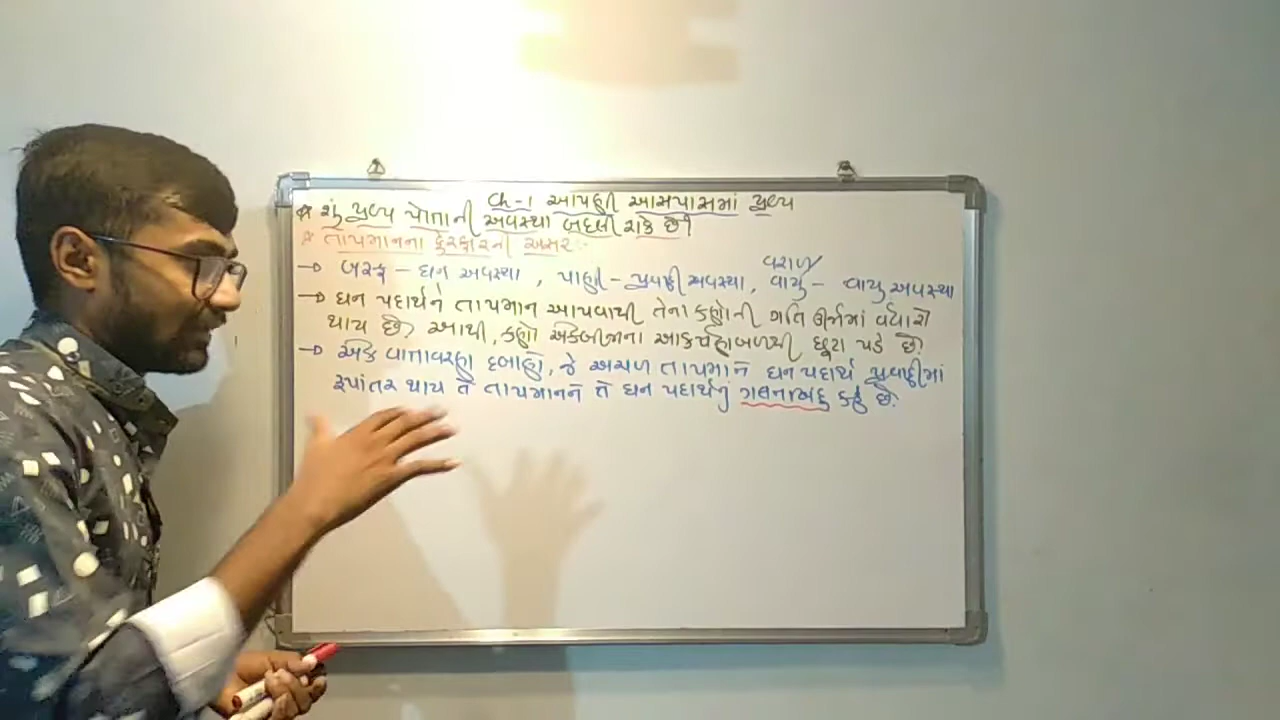 Ch-1 આપણી આસપાસમાં દ્રવ્ય
* શું દ્રવ્ય પોતાની અવસ્થા બદલી શકે છે?
* તાપમાનના ફેરફારની અસર :-
વરાળ
→ બરફ - ઘન અવસ્થા , પાણી - પ્રવાહી અવસ્થા, વાયુ - વાયુ અવસ્થા
→ ઘન પદાર્થને તાપમાન આપવાથી તેના કણોની ગતિ ઊર્જામાં વધારો
થાય છે. આથી, કણો એકબીજાના આકર્ષણબળથી છૂટા પડે છે.
→ એક વાતાવરણ દબાણે, જે અચળ તાપમાને ઘન પદાર્થ પ્રવાહીમાં
રૂપાંતર થાય તે તાપમાનને તે ઘન પદાર્થનું ગલનબિંદુ કહે છે.